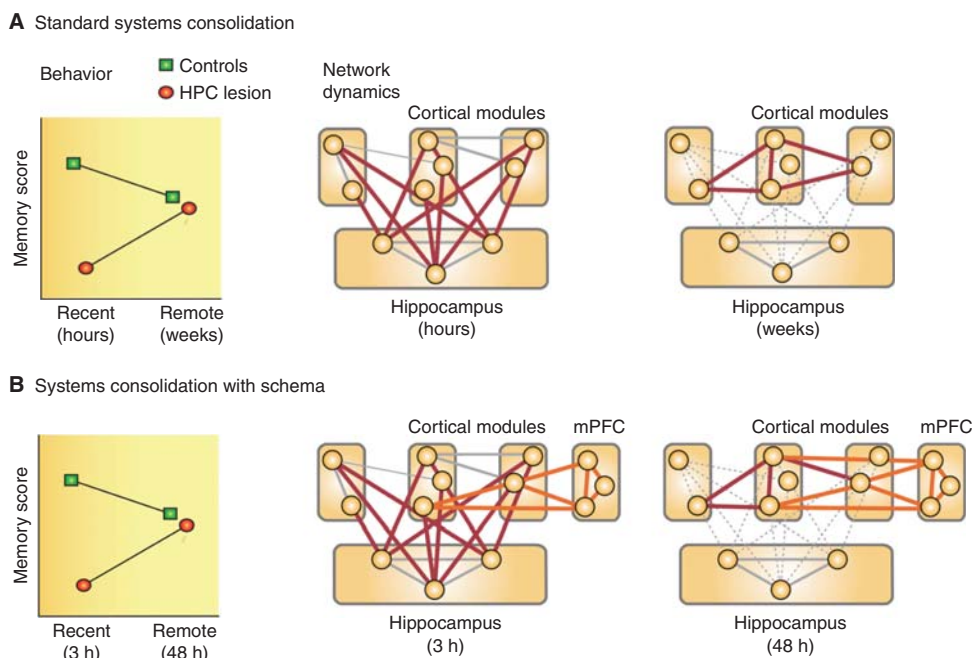 A Standard systems consolidation
Behavior
Controls
HPC lesion
Memory score
Recent
(hours)
Remote
(weeks)
Network
dynamics
Cortical modules
Hippocampus
(hours)
Cortical modules
Hippocampus
(weeks)
B Systems consolidation with schema
Memory score
Recent
(3 h)
Remote
(48 h)
Cortical modules
mPFC
Hippocampus
(3 h)
Cortical modules
mPFC
Hippocampus
(48 h)